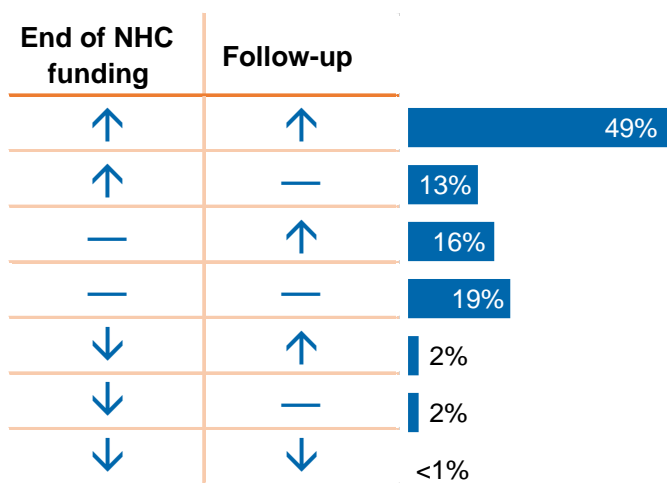 End of NHC
funding
Follow-up
↑ ↑ 49%
↑ — 13%
— ↑ 16%
— — 19%
↓ ↑ 2%
↓ — 2%
↓ ↓ <1%